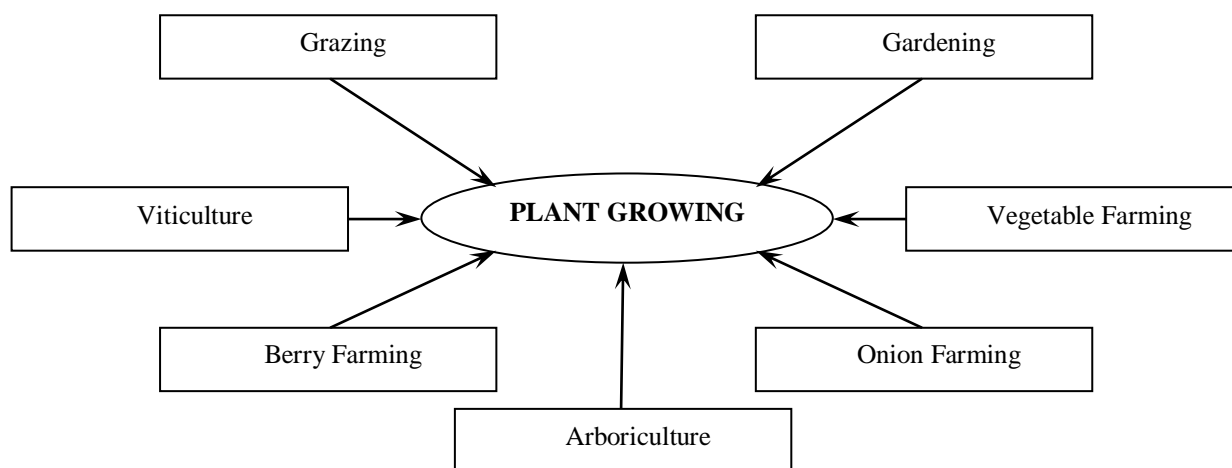 Grazing
Gardening
Viticulture
PLANT GROWING
Vegetable Farming
Berry Farming
Onion Farming
Arboriculture